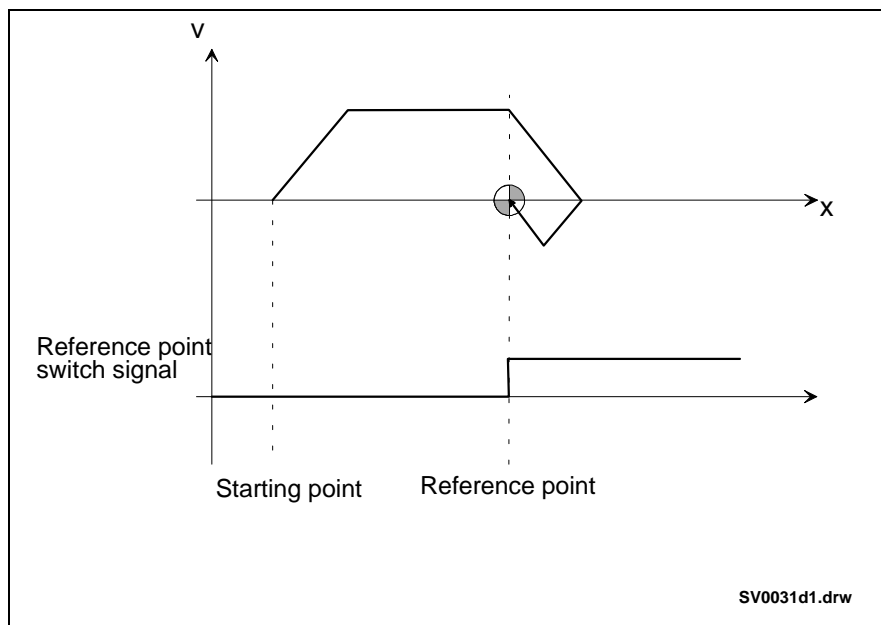 v
x
Reference point
switch signal
Starting point
Reference point
SV0031d1.drw